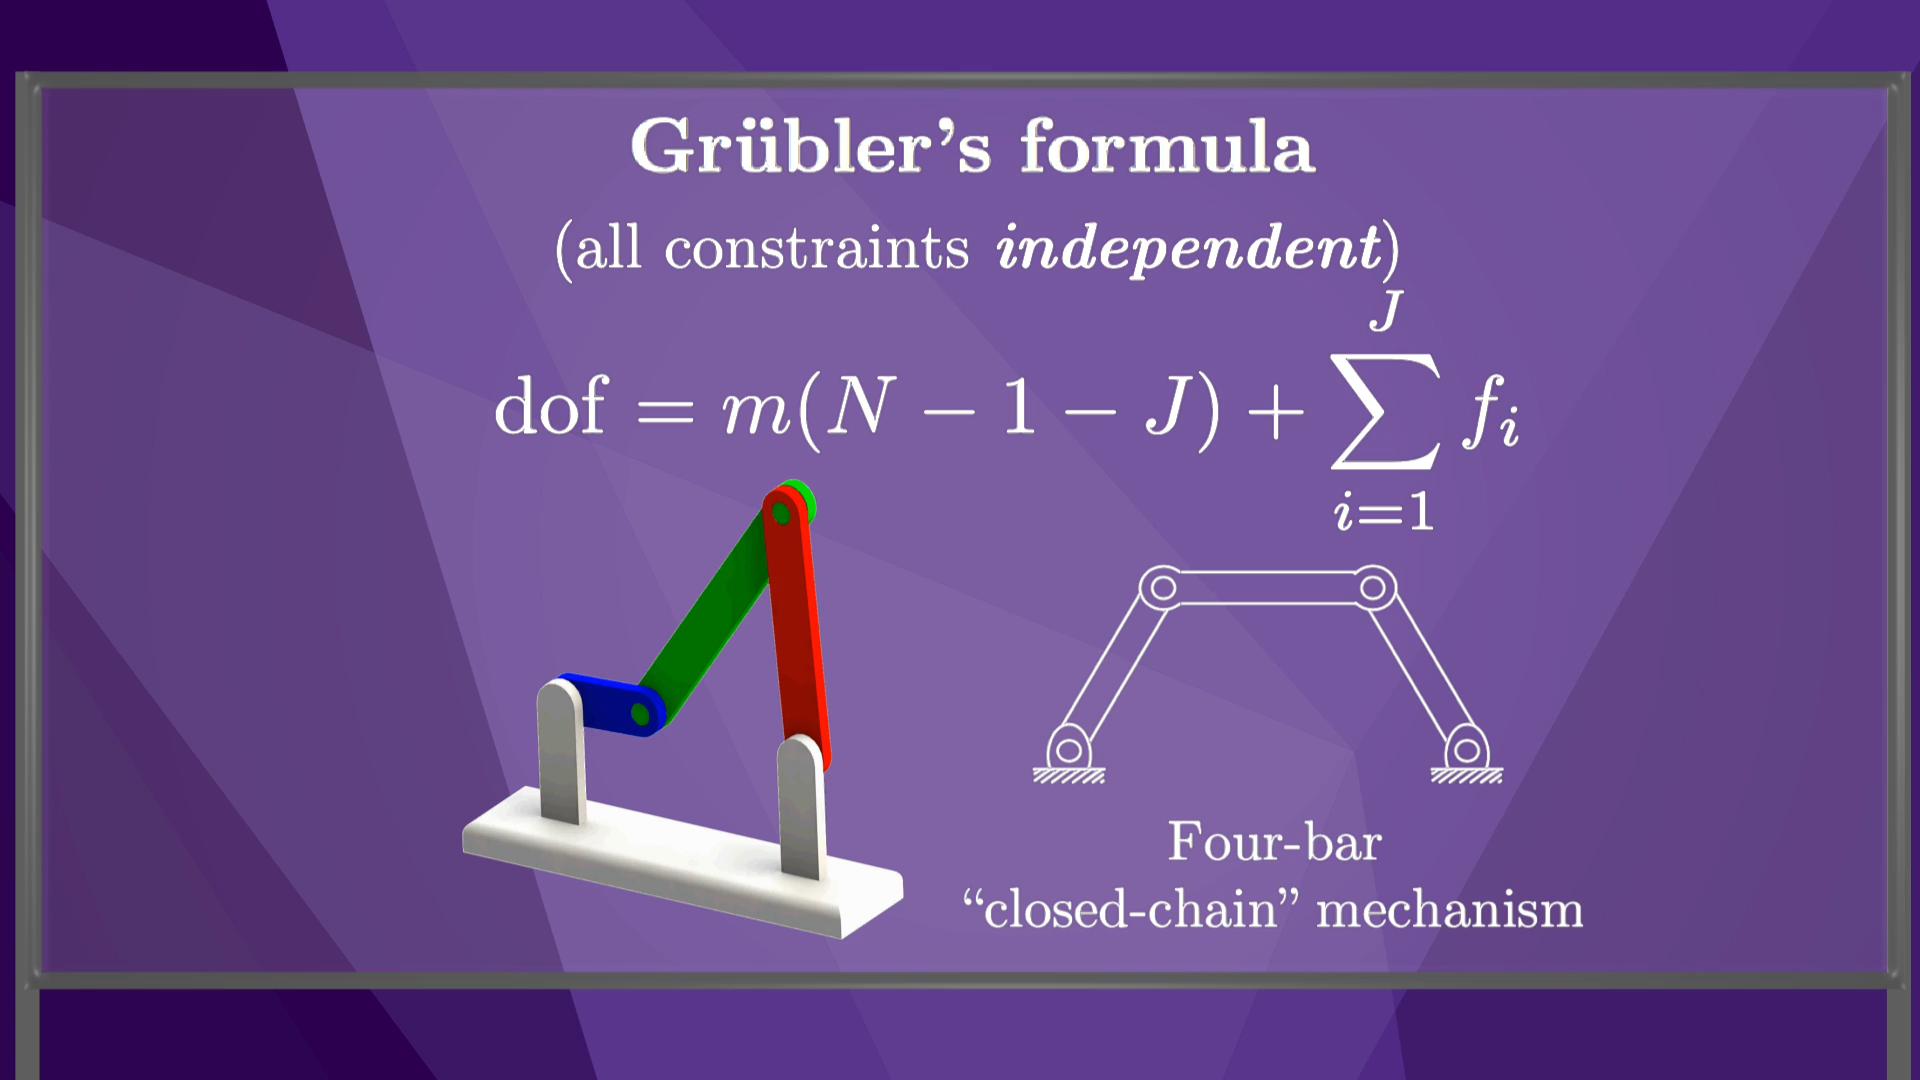 Grübler's formula
(all constraints independent)
dof = m(N − 1 − J) + ∑_{i=1}^{J} f_i
Four-bar
“closed-chain” mechanism